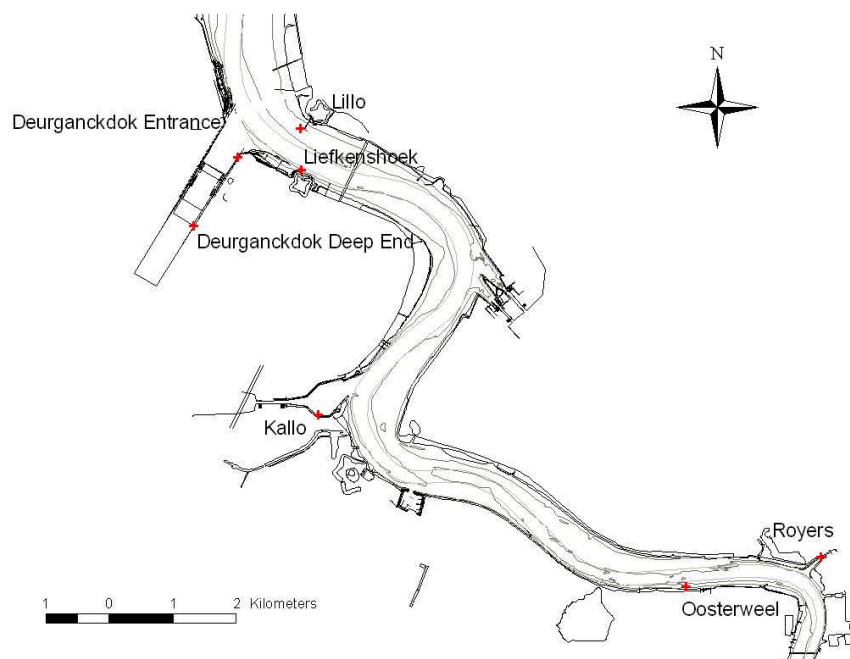 N
Lillo
Deurganckdok Entrance
Liefkenshoek
Deurganckdok Deep End
Kallo
Royers
Oosterweel
1 0 1 2 Kilometers